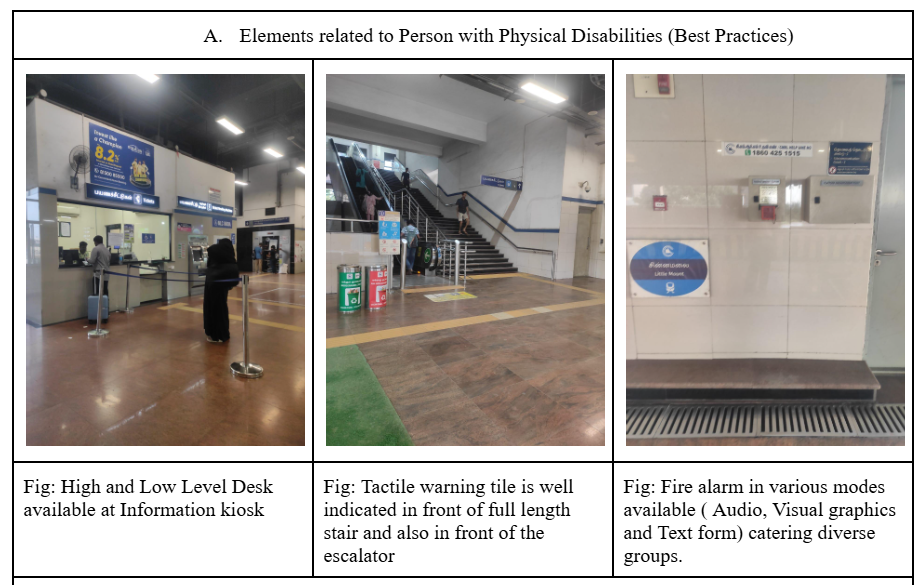 A. Elements related to Person with Physical Disabilities (Best Practices)
8.2%
1860 425 1515
சின்னமலை
Little Mount
Fig: High and Low Level Desk
available at Information kiosk
Fig: Tactile warning tile is well
indicated in front of full length
stair and also in front of the
escalator
Fig: Fire alarm in various modes
available ( Audio, Visual graphics
and Text form) catering diverse
groups.